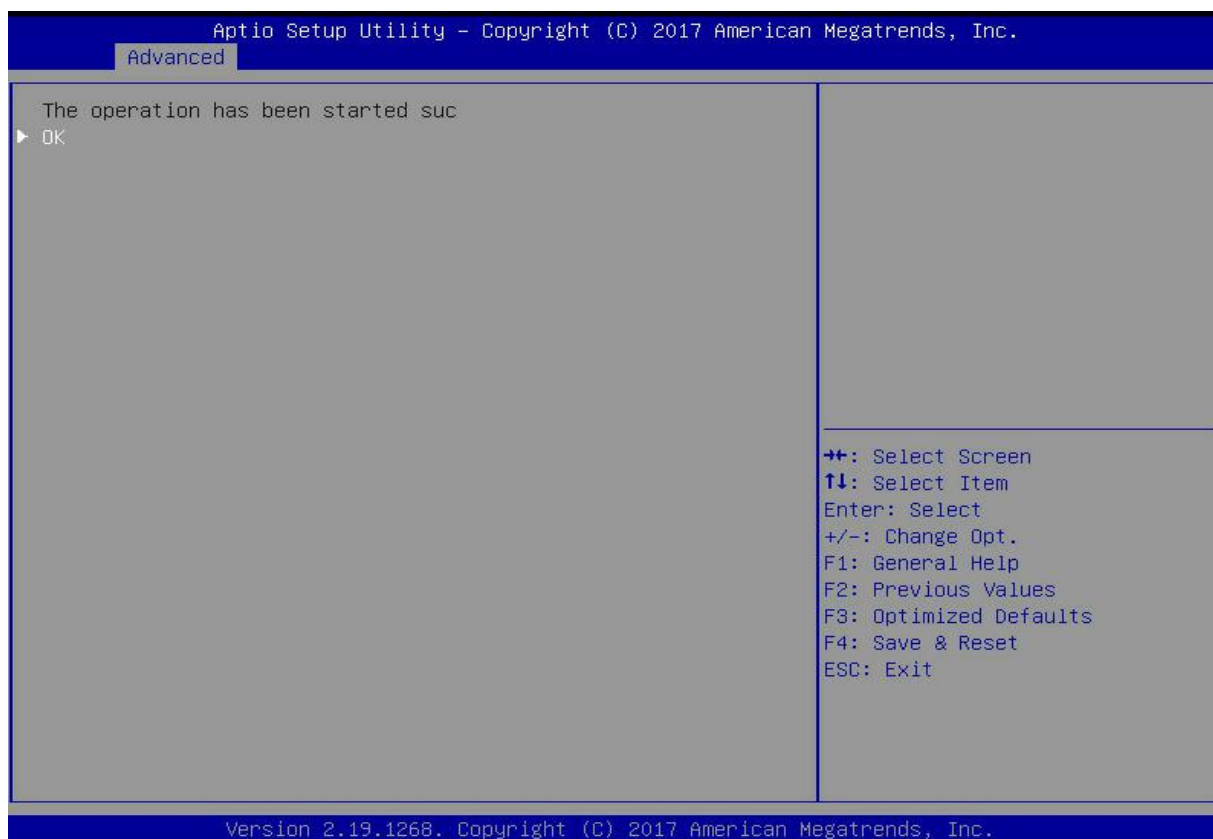 Aptio Setup Utility – Copyright (C) 2017 American Megatrends, Inc.
Advanced
The operation has been started suc
► OK
→←: Select Screen
↑↓: Select Item
Enter: Select
+/-: Change Opt.
F1: General Help
F2: Previous Values
F3: Optimized Defaults
F4: Save & Reset
ESC: Exit
Version 2.19.1268. Copyright (C) 2017 American Megatrends, Inc.